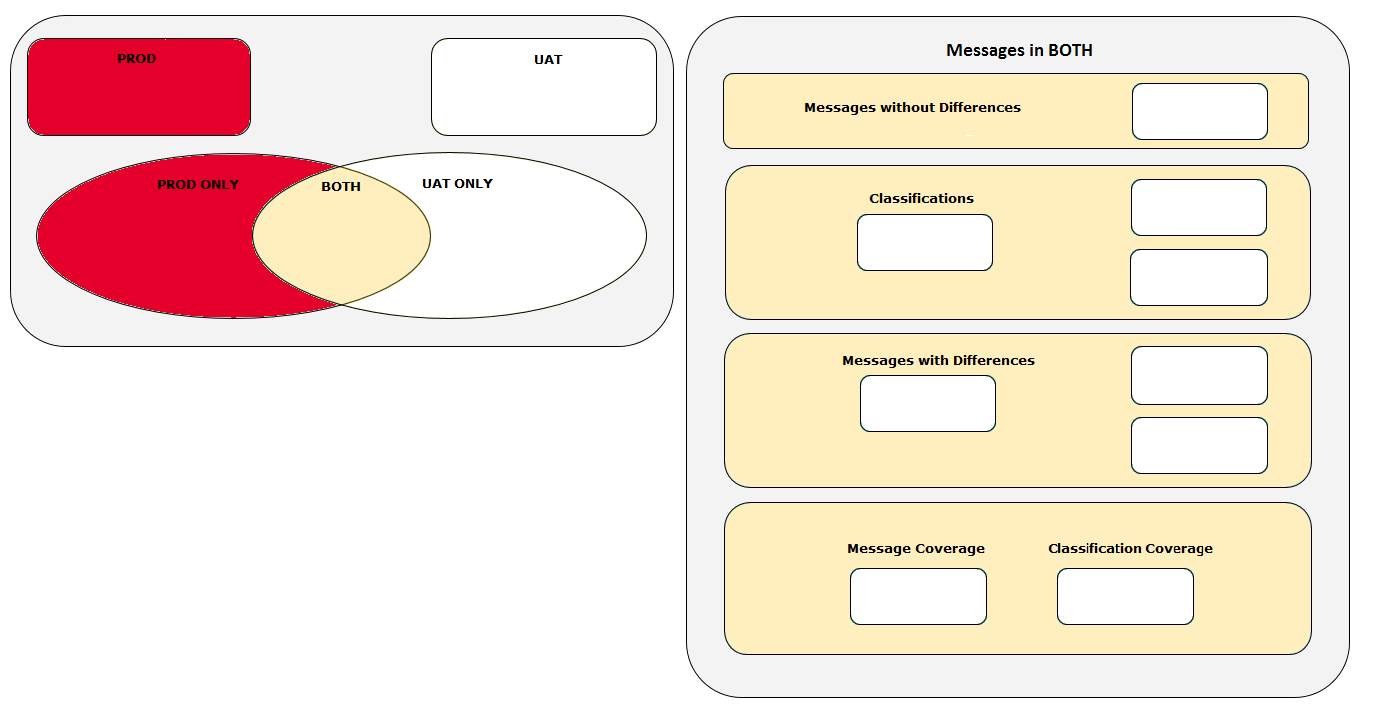 PROD
UAT
PROD ONLY
BOTH
UAT ONLY
Messages in BOTH
Messages without Differences
Classifications
Messages with Differences
Message Coverage
Classification Coverage